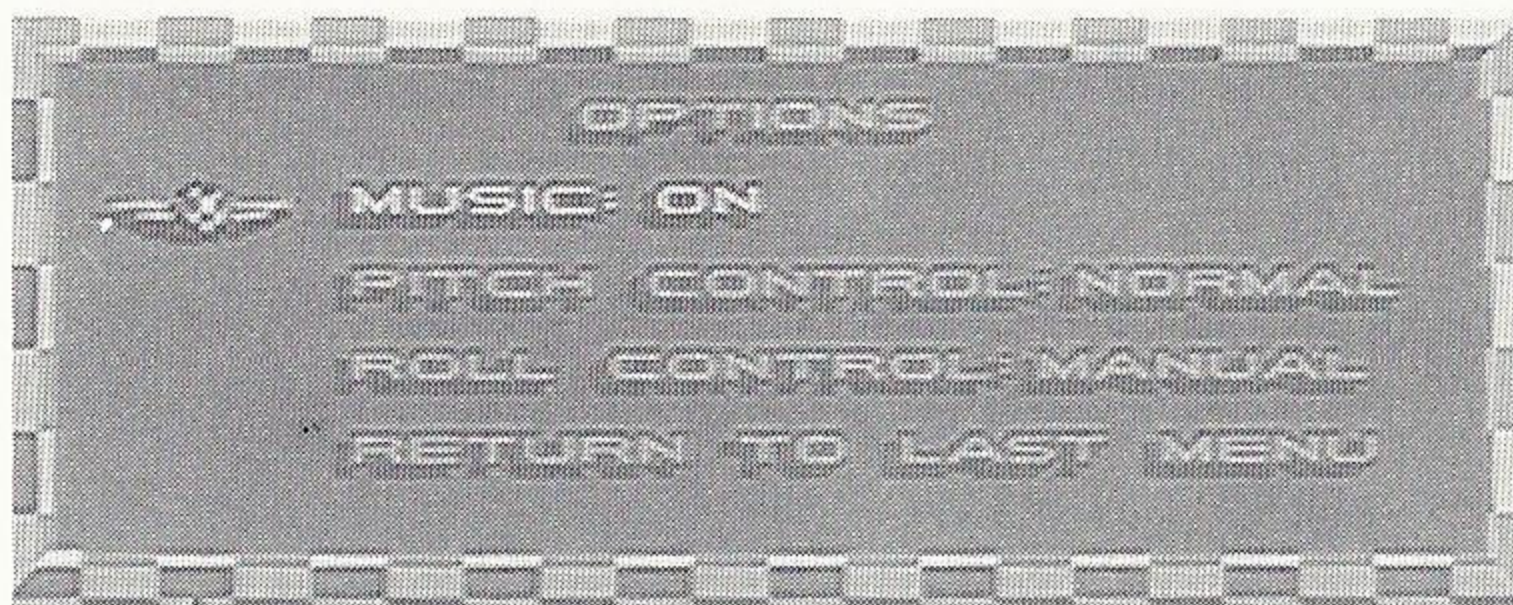 OPTIONS
MUSIC: ON
PITCH CONTROL: NORMAL
ROLL CONTROL: MANUAL
RETURN TO LAST MENU